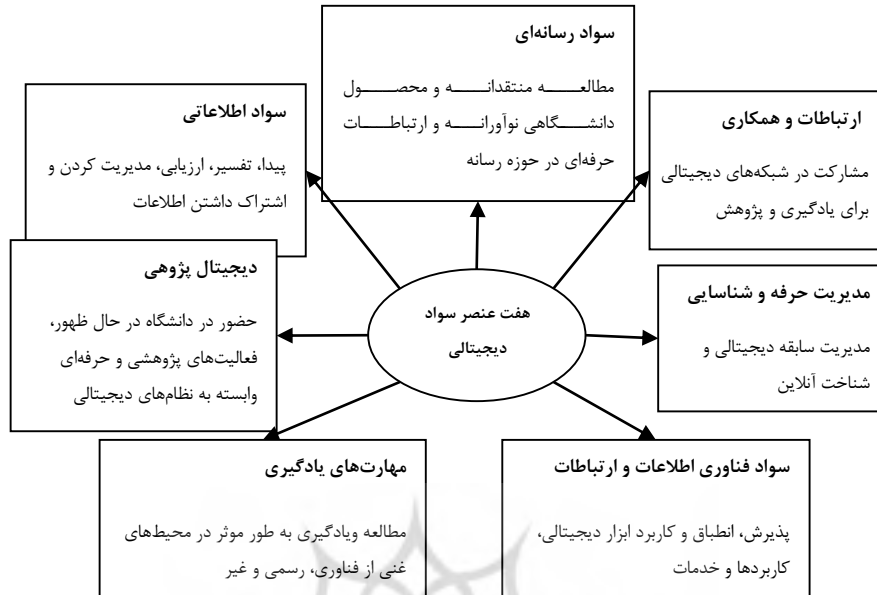 سواد رسانه‌ای
مطالعه منتقدانه و محصول
دانشگاهی نوآورانه و ارتباطات
حرفه‌ای در حوزه رسانه
ارتباطات و همکاری
مشارکت در شبکه‌های دیجیتالی
برای یادگیری و پژوهش
سواد اطلاعاتی
پیدا، تفسیر، ارزیابی، مدیریت کردن و
اشتراک داشتن اطلاعات
مدیریت حرفه و شناسایی
مدیریت سابقه دیجیتالی و
شناخت آنلاین
هفت عنصر سواد
دیجیتالی
دیجیتال پژوهی
حضور در دانشگاه در حال ظهور،
فعالیت‌های پژوهشی و حرفه‌ای
وابسته به نظام‌های دیجیتالی
سواد فناوری اطلاعات و ارتباطات
پذیرش، انطباق و کاربرد ابزار دیجیتالی،
کاربردها و خدمات
مهارت‌های یادگیری
مطالعه ویادگیری به طور موثر در محیط‌های
غنی از فناوری، رسمی و غیر